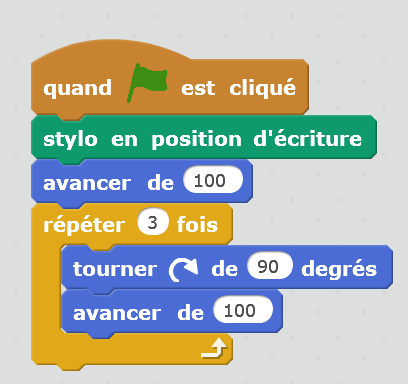 quand est cliqué
stylo en position d'écriture
avancer de 100
répéter 3 fois
tourner de 90 degrés
avancer de 100